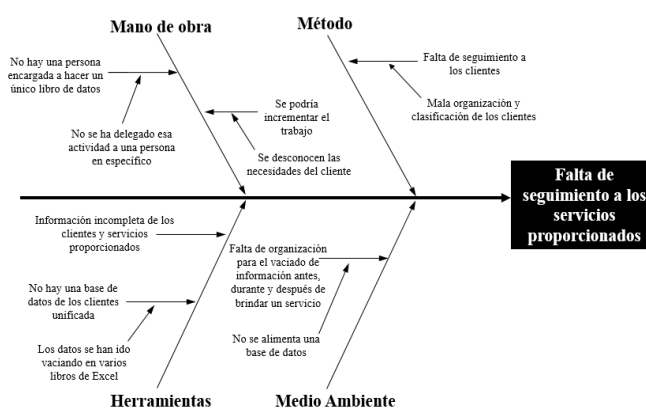 Mano de obra
Método
No hay una persona
encargada a hacer un
único libro de datos
No se ha delegado esa
actividad a una persona
en específico
Se podría
incrementar el
trabajo
Se desconocen las
necesidades del cliente
Falta de seguimiento a
los clientes
Mala organización y
clasificación de los clientes
Falta de
seguimiento a los
servicios
proporcionados
Información incompleta de los
clientes y servicios
proporcionados
No hay una base de
datos de los clientes
unificada
Los datos se han ido
vaciando en varios
libros de Excel
Falta de organización
para el vaciado de
información antes,
durante y después de
brindar un servicio
No se alimenta una
base de datos
Herramientas
Medio Ambiente